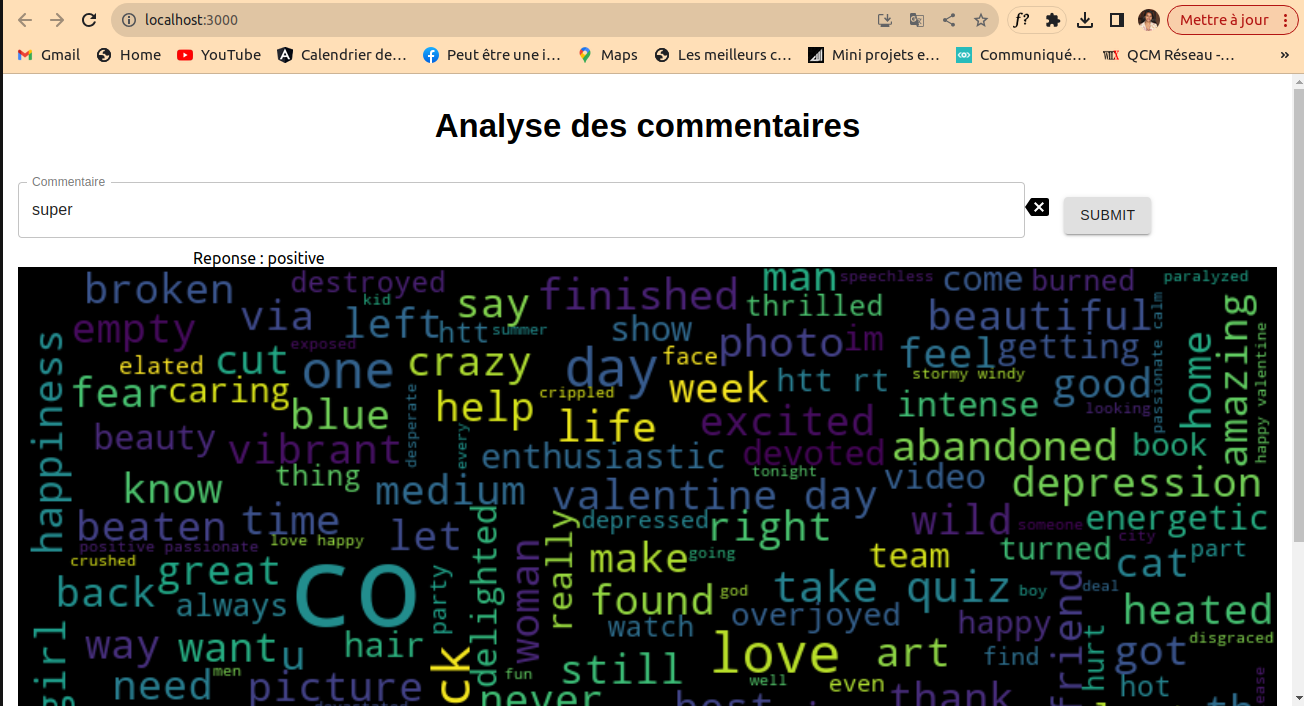 localhost:3000
Mettre à jour
Gmail Home YouTube Calendrier de... Peut être une i... Maps Les meilleurs c... Mini projets e... Communiqué... QCM Réseau -... »
Analyse des commentaires
Commentaire
super
SUBMIT
Reponse : positive
broken
destroyed
kid
say
finished
man
speechless
come
burned
paralyzed
empty
via
left
htt
summer
show
thrilled
beautiful
calm
amazing
exposed
photo
im
feel
getting
happiness
elated
cut
one
crazy
day
face
week
htt rt
stormy windy
good
home
happy valentine
fear
caring
blue
desperate
help
crippled
life
excited
intense
looking
passionate
beauty
vibrant
every
enthusiastic
devoted
abandoned
book
know
thing
medium
tonight
valentine day
video
depression
beaten
time
let
delighted
really
depressed
right
wild
someone
energetic
positive passionate
love happy
crushed
woman
make
going
team
turned
city
part
cat
great
back
always
co
party
found
god
take
quiz
boy
deal
heated
overjoyed
watch
happy
friend
hurt
disgraced
girl
way
want
u
hair
love
art
find
got
men
need
picture
ck
fun
still
well
even
hot
never
best
thank